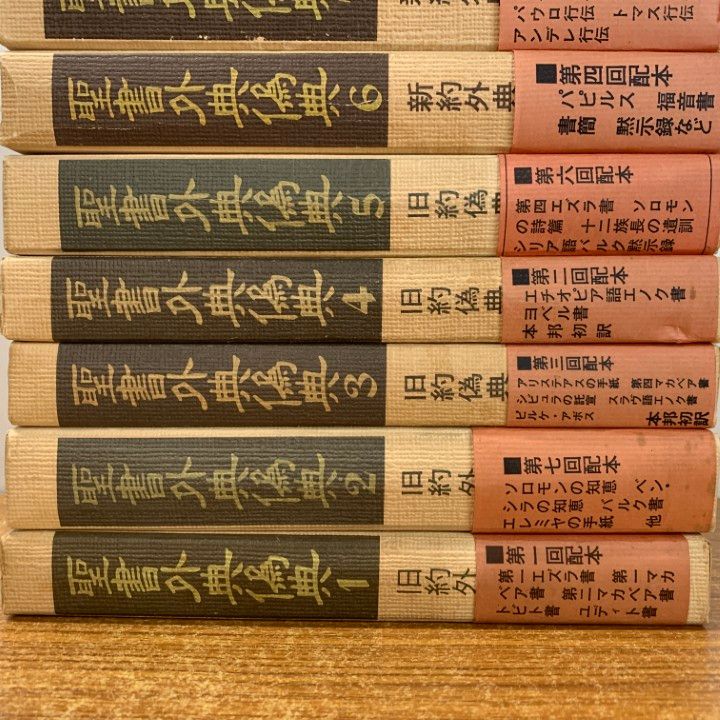 パウロ行伝　トマス行伝
アンデレ行伝
聖書外典偽典 6
新約外典
■第四回配本
パピルス　福音書
書簡　黙示録など
聖書外典偽典 5
旧約偽典
■第六回配本
第四エズラ書　ソロモン
の詩篇　十二族長の遺訓
シリア語バルク黙示録
聖書外典偽典 4
旧約偽典
■第二回配本
エチオピア語エノク書
ヨベル書
本邦初訳
聖書外典偽典 3
旧約偽典
■第三回配本
アリステアスの手紙　第四マカベア書
シビュラの託宣　スラヴ語エノク書
ピルケ・アボス
本邦初訳
聖書外典偽典 2
旧約外
■第七回配本
ソロモンの知恵　ベン・
シラの知恵　バルク書
エレミヤの手紙　他
聖書外典偽典 1
旧約外
■第一回配本
第一エズラ書　第一マカ
ベア書　第二マカベア書
トビト書　ユディト書